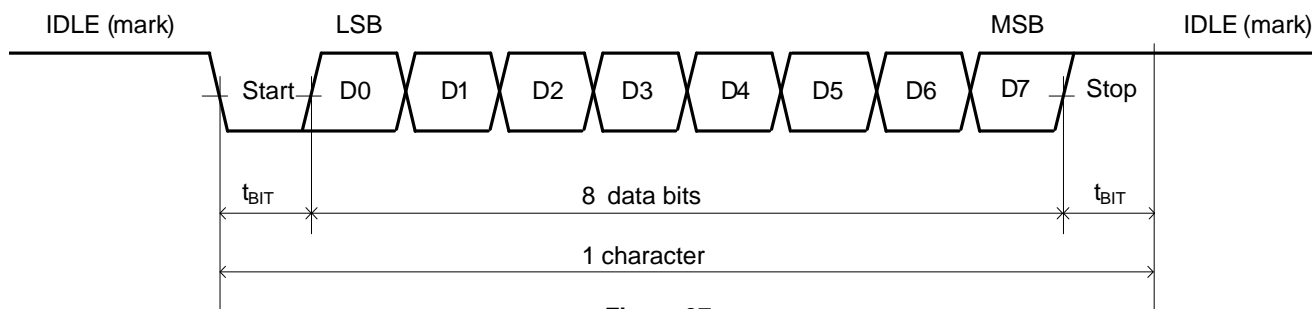 IDLE (mark) LSB MSB IDLE (mark)
Start D0 D1 D2 D3 D4 D5 D6 D7 Stop
tBIT 8 data bits tBIT
1 character